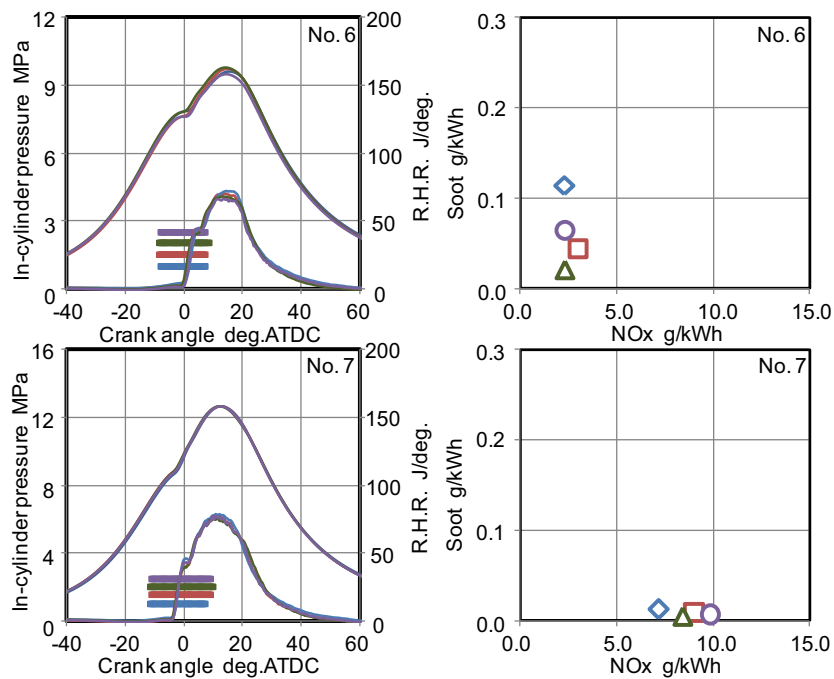 12
9
6
3
0
In-cylinder pressure MPa
No. 6
200
150
100
50
0
R.H.R. J/deg.
-40 -20 0 20 40 60
Crank angle deg.ATDC
0.3
0.2
0.1
0.0
Soot g/kWh
No. 6
5.0 10.0 15.0
NOx g/kWh
16
12
8
4
0
In-cylinder pressure MPa
No. 7
200
150
100
50
0
R.H.R. J/deg.
-40 -20 0 20 40 60
Crank angle deg.ATDC
0.3
0.2
0.1
0.0
Soot g/kWh
No. 7
5.0 10.0 15.0
NOx g/kWh